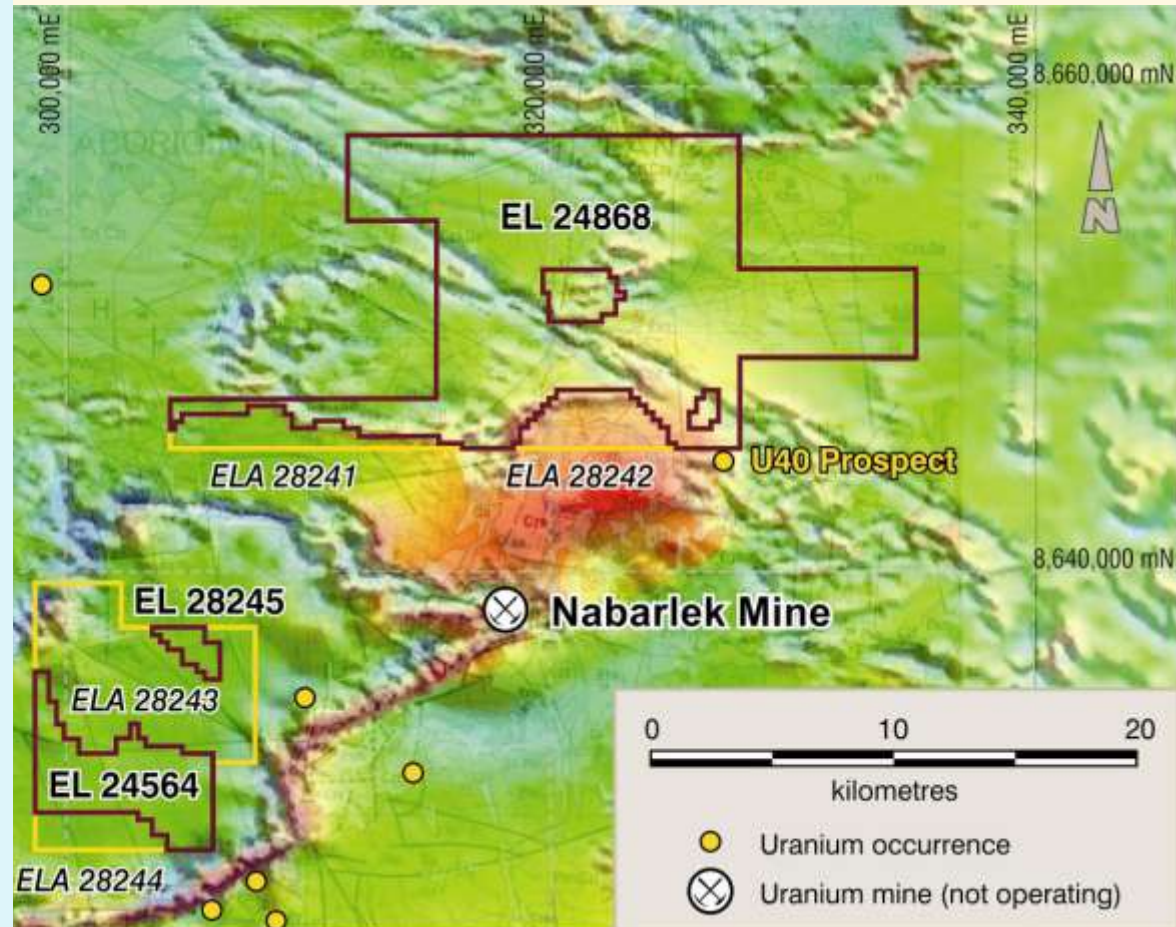 300,000 mE
320,000 mE
340,000 mE
8,660,000 mN
ABORIGINAL
LAND
N
EL 24868
U40 Prospect
ELA 28241
ELA 28242
8,640,000 mN
EL 28245
Nabarlek Mine
ELA 28243
EL 24564
ELA 28244
0 10 20
kilometres
Uranium occurrence
Uranium mine (not operating)